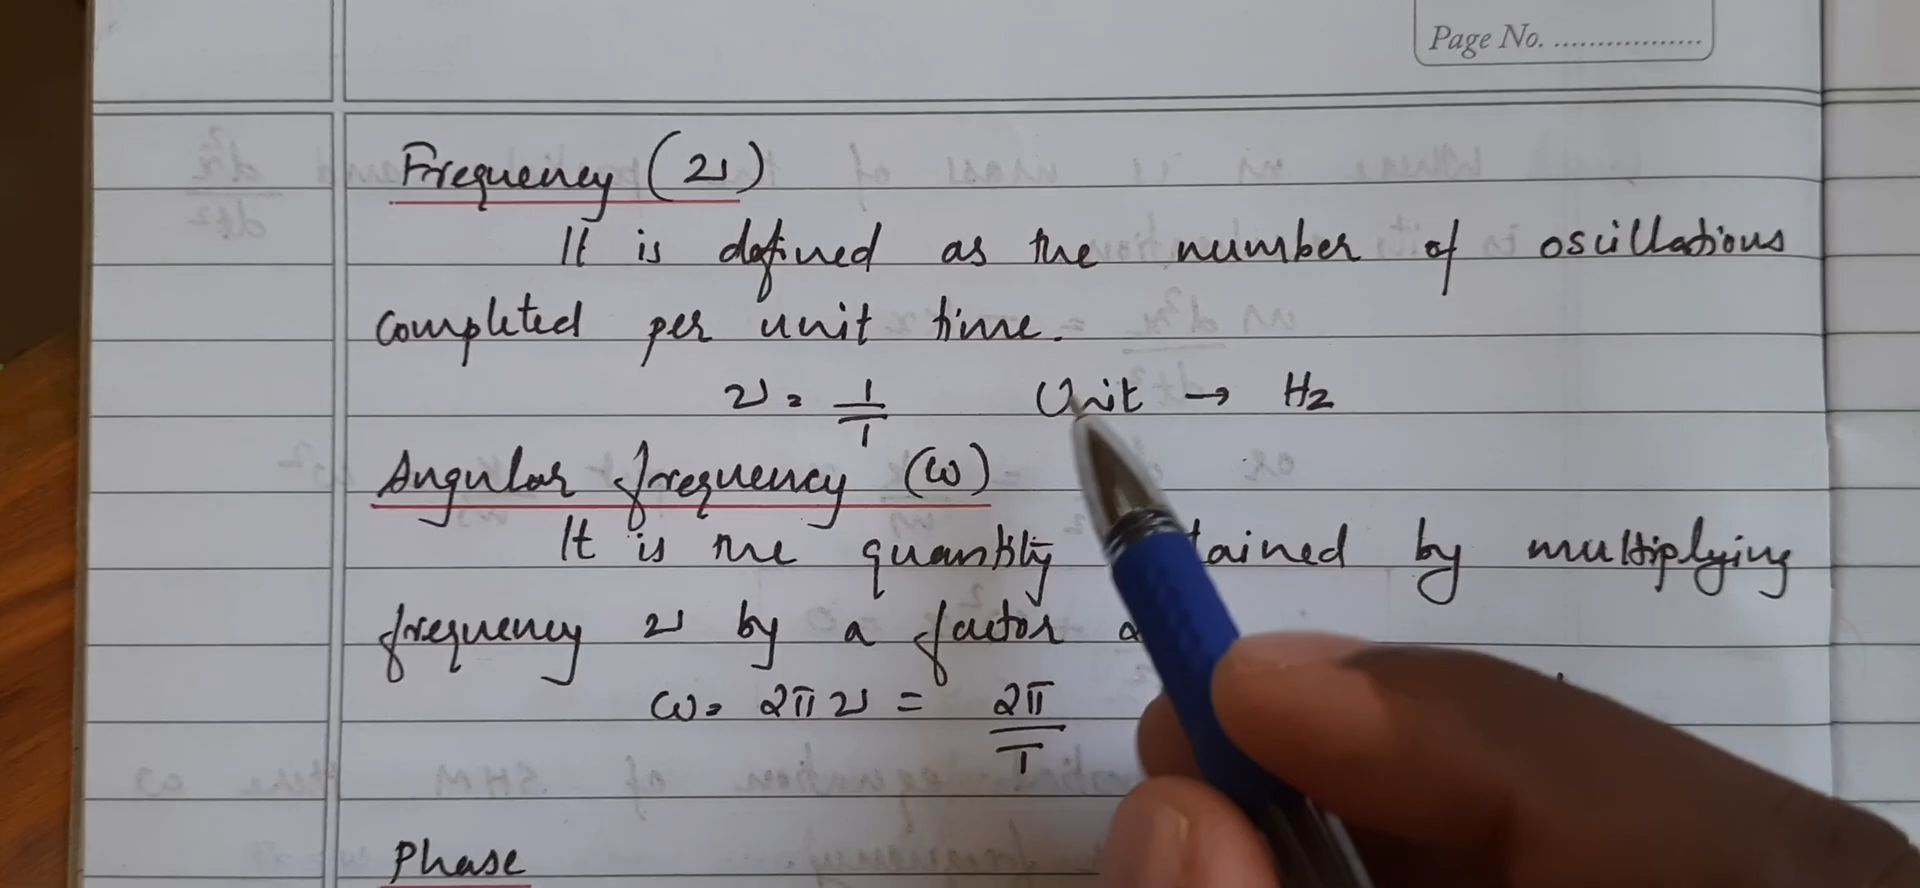 Page No. ..................
Frequency (ν)
It is defined as the number of oscillations
completed per unit time.
ν = 1/T Unit → Hz
Angular frequency (ω)
It is the quantity tained by multiplying
frequency ν by a factor 2
ω = 2πν = 2π/T
Phase